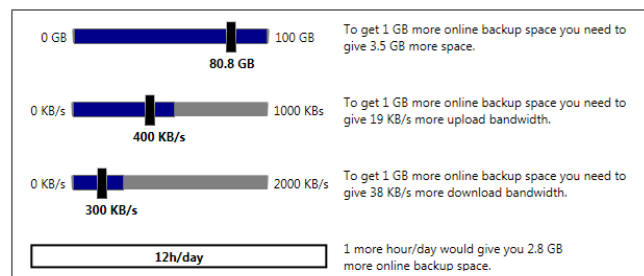 0 GB 100 GB To get 1 GB more online backup space you need to
give 3.5 GB more space.
80.8 GB
0 KB/s 1000 KBs To get 1 GB more online backup space you need to
give 19 KB/s more upload bandwidth.
400 KB/s
0 KB/s 2000 KB/s To get 1 GB more online backup space you need to
give 38 KB/s more download bandwidth.
300 KB/s
12h/day 1 more hour/day would give you 2.8 GB
more online backup space.